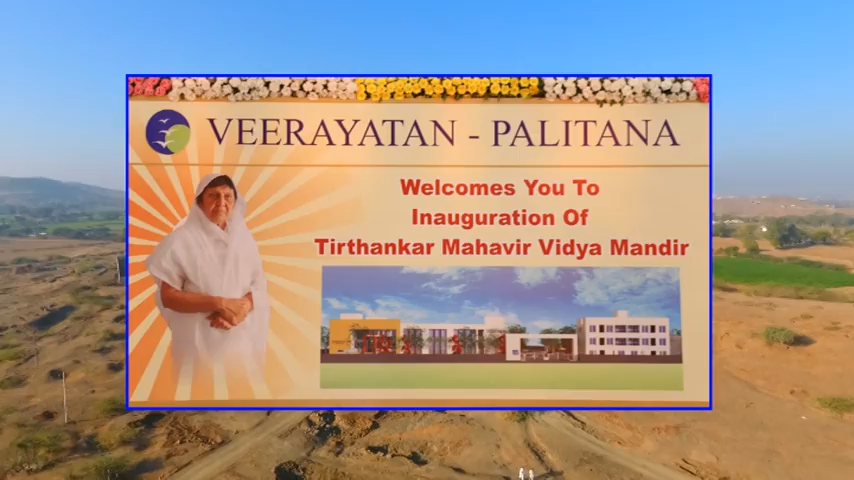 VEERAYATAN - PALITANA
Welcomes You To
Inauguration Of
Tirthankar Mahavir Vidya Mandir